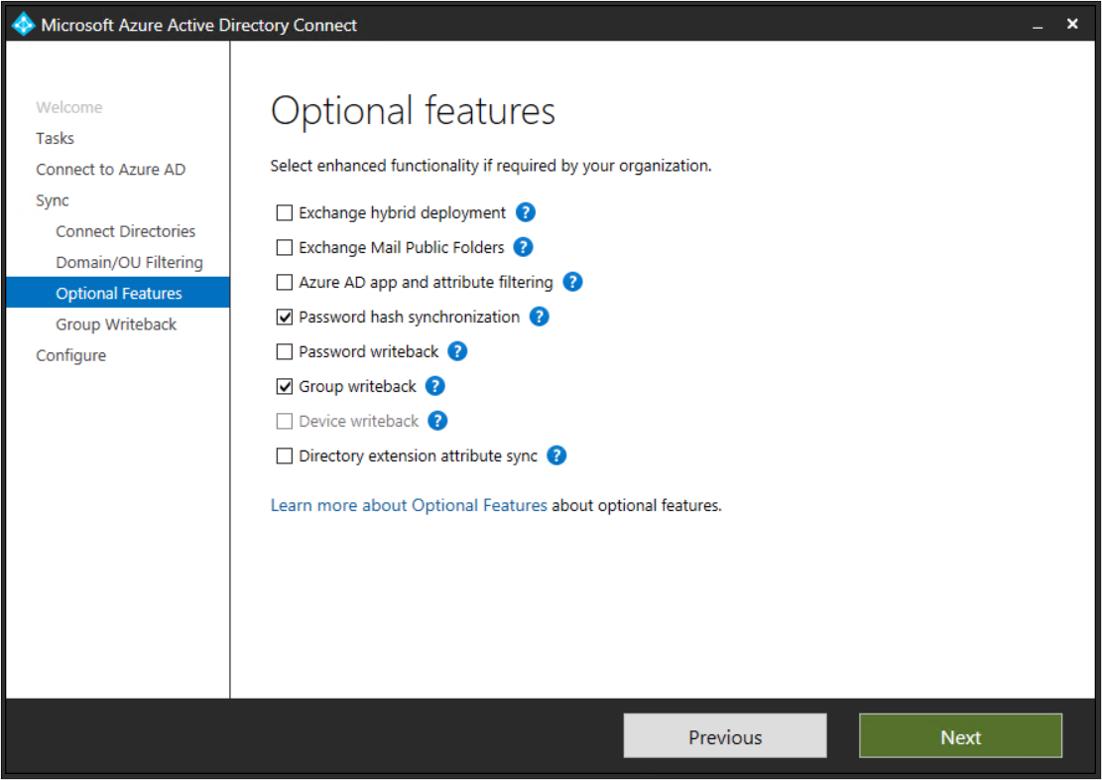 Microsoft Azure Active Directory Connect
Welcome
Tasks
Connect to Azure AD
Sync
Connect Directories
Domain/OU Filtering
Optional Features
Group Writeback
Configure
Optional features
Select enhanced functionality if required by your organization.
Exchange hybrid deployment ?
Exchange Mail Public Folders ?
Azure AD app and attribute filtering ?
Password hash synchronization ?
Password writeback ?
Group writeback ?
Device writeback ?
Directory extension attribute sync ?
Learn more about Optional Features about optional features.
Previous
Next